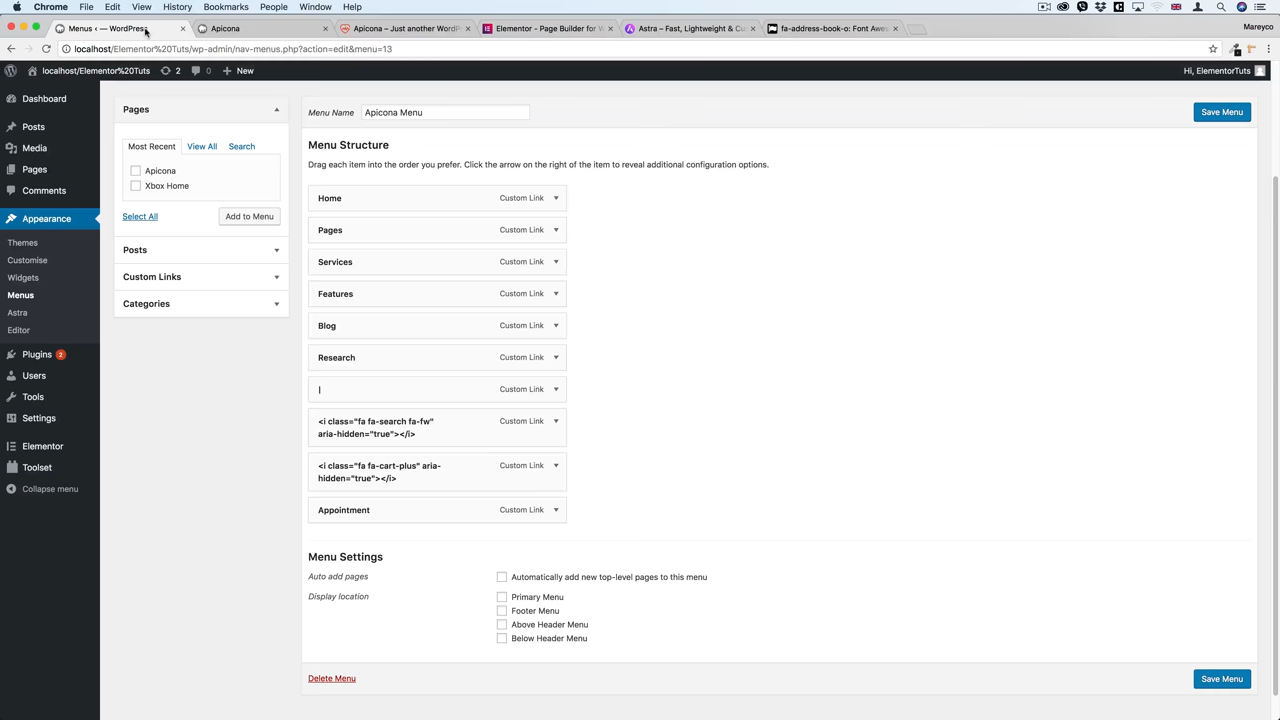 Chrome File Edit View History Bookmarks People Window Help
Menus ‹ — WordPress
Apicona
Apicona – Just another WordP
Elementor - Page Builder for W
Astra – Fast, Lightweight & Cu
fa-address-book-o: Font Awes
Mareyco
localhost/Elementor%20Tuts/wp-admin/nav-menus.php?action=edit&menu=13
localhost/Elementor%20Tuts 2 0 New
Hi, ElementorTuts
Dashboard
Posts
Media
Pages
Comments
Appearance
Themes
Customise
Widgets
Menus
Astra
Editor
Plugins 2
Users
Tools
Settings
Elementor
Toolset
Collapse menu
Pages
Most Recent View All Search
Apicona
Xbox Home
Select All Add to Menu
Posts
Custom Links
Categories
Menu Name Apicona Menu Save Menu
Menu Structure
Drag each item into the order you prefer. Click the arrow on the right of the item to reveal additional configuration options.
Home Custom Link
Pages Custom Link
Services Custom Link
Features Custom Link
Blog Custom Link
Research Custom Link
| Custom Link
<i class="fa fa-search fa-fw" Custom Link
aria-hidden="true"></i>
<i class="fa fa-cart-plus" aria- Custom Link
hidden="true"></i>
Appointment Custom Link
Menu Settings
Auto add pages Automatically add new top-level pages to this menu
Display location Primary Menu
Footer Menu
Above Header Menu
Below Header Menu
Delete Menu Save Menu